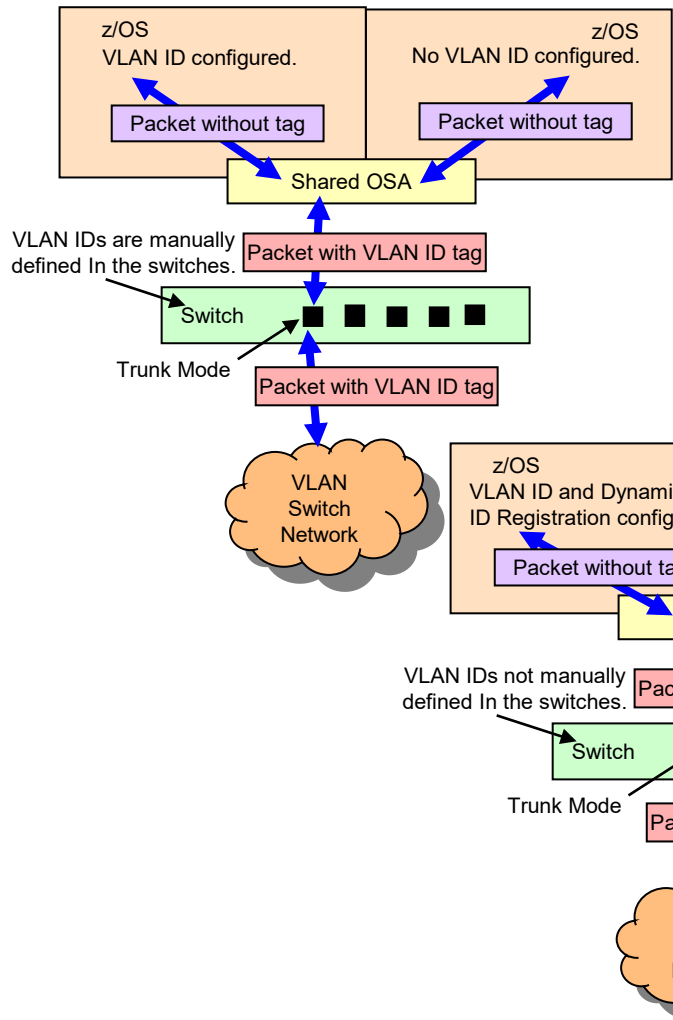 z/OS
VLAN ID configured.
z/OS
No VLAN ID configured.
Packet without tag
Packet without tag
Shared OSA
VLAN IDs are manually
defined In the switches.
Packet with VLAN ID tag
Switch
Trunk Mode
Packet with VLAN ID tag
VLAN
Switch
Network
z/OS
VLAN ID and Dynami
ID Registration config
Packet without ta
VLAN IDs not manually
defined In the switches.
Pac
Switch
Trunk Mode
Pa